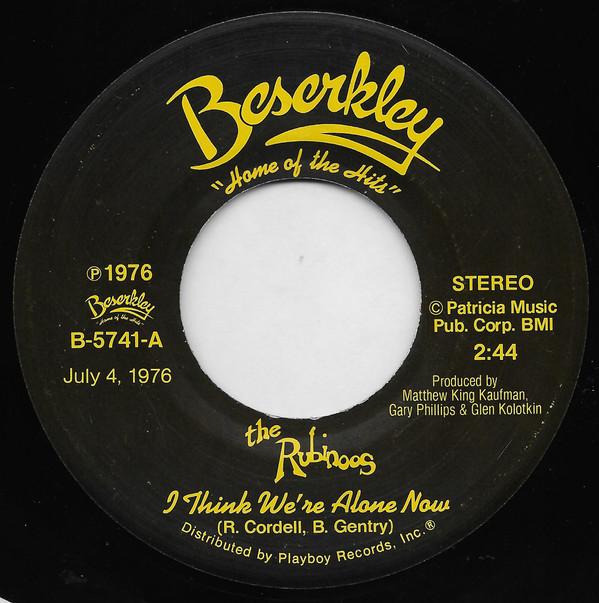 Beserkley
"Home of the Hits"
℗ 1976
Beserkley
"Home of the Hits"
B-5741-A
July 4, 1976
STEREO
© Patricia Music
Pub. Corp. BMI
2:44
Produced by
Matthew King Kaufman,
Gary Phillips & Glen Kolotkin
the
Rubinoos
I Think We're Alone Now
(R. Cordell, B. Gentry)
Distributed by Playboy Records, Inc.®